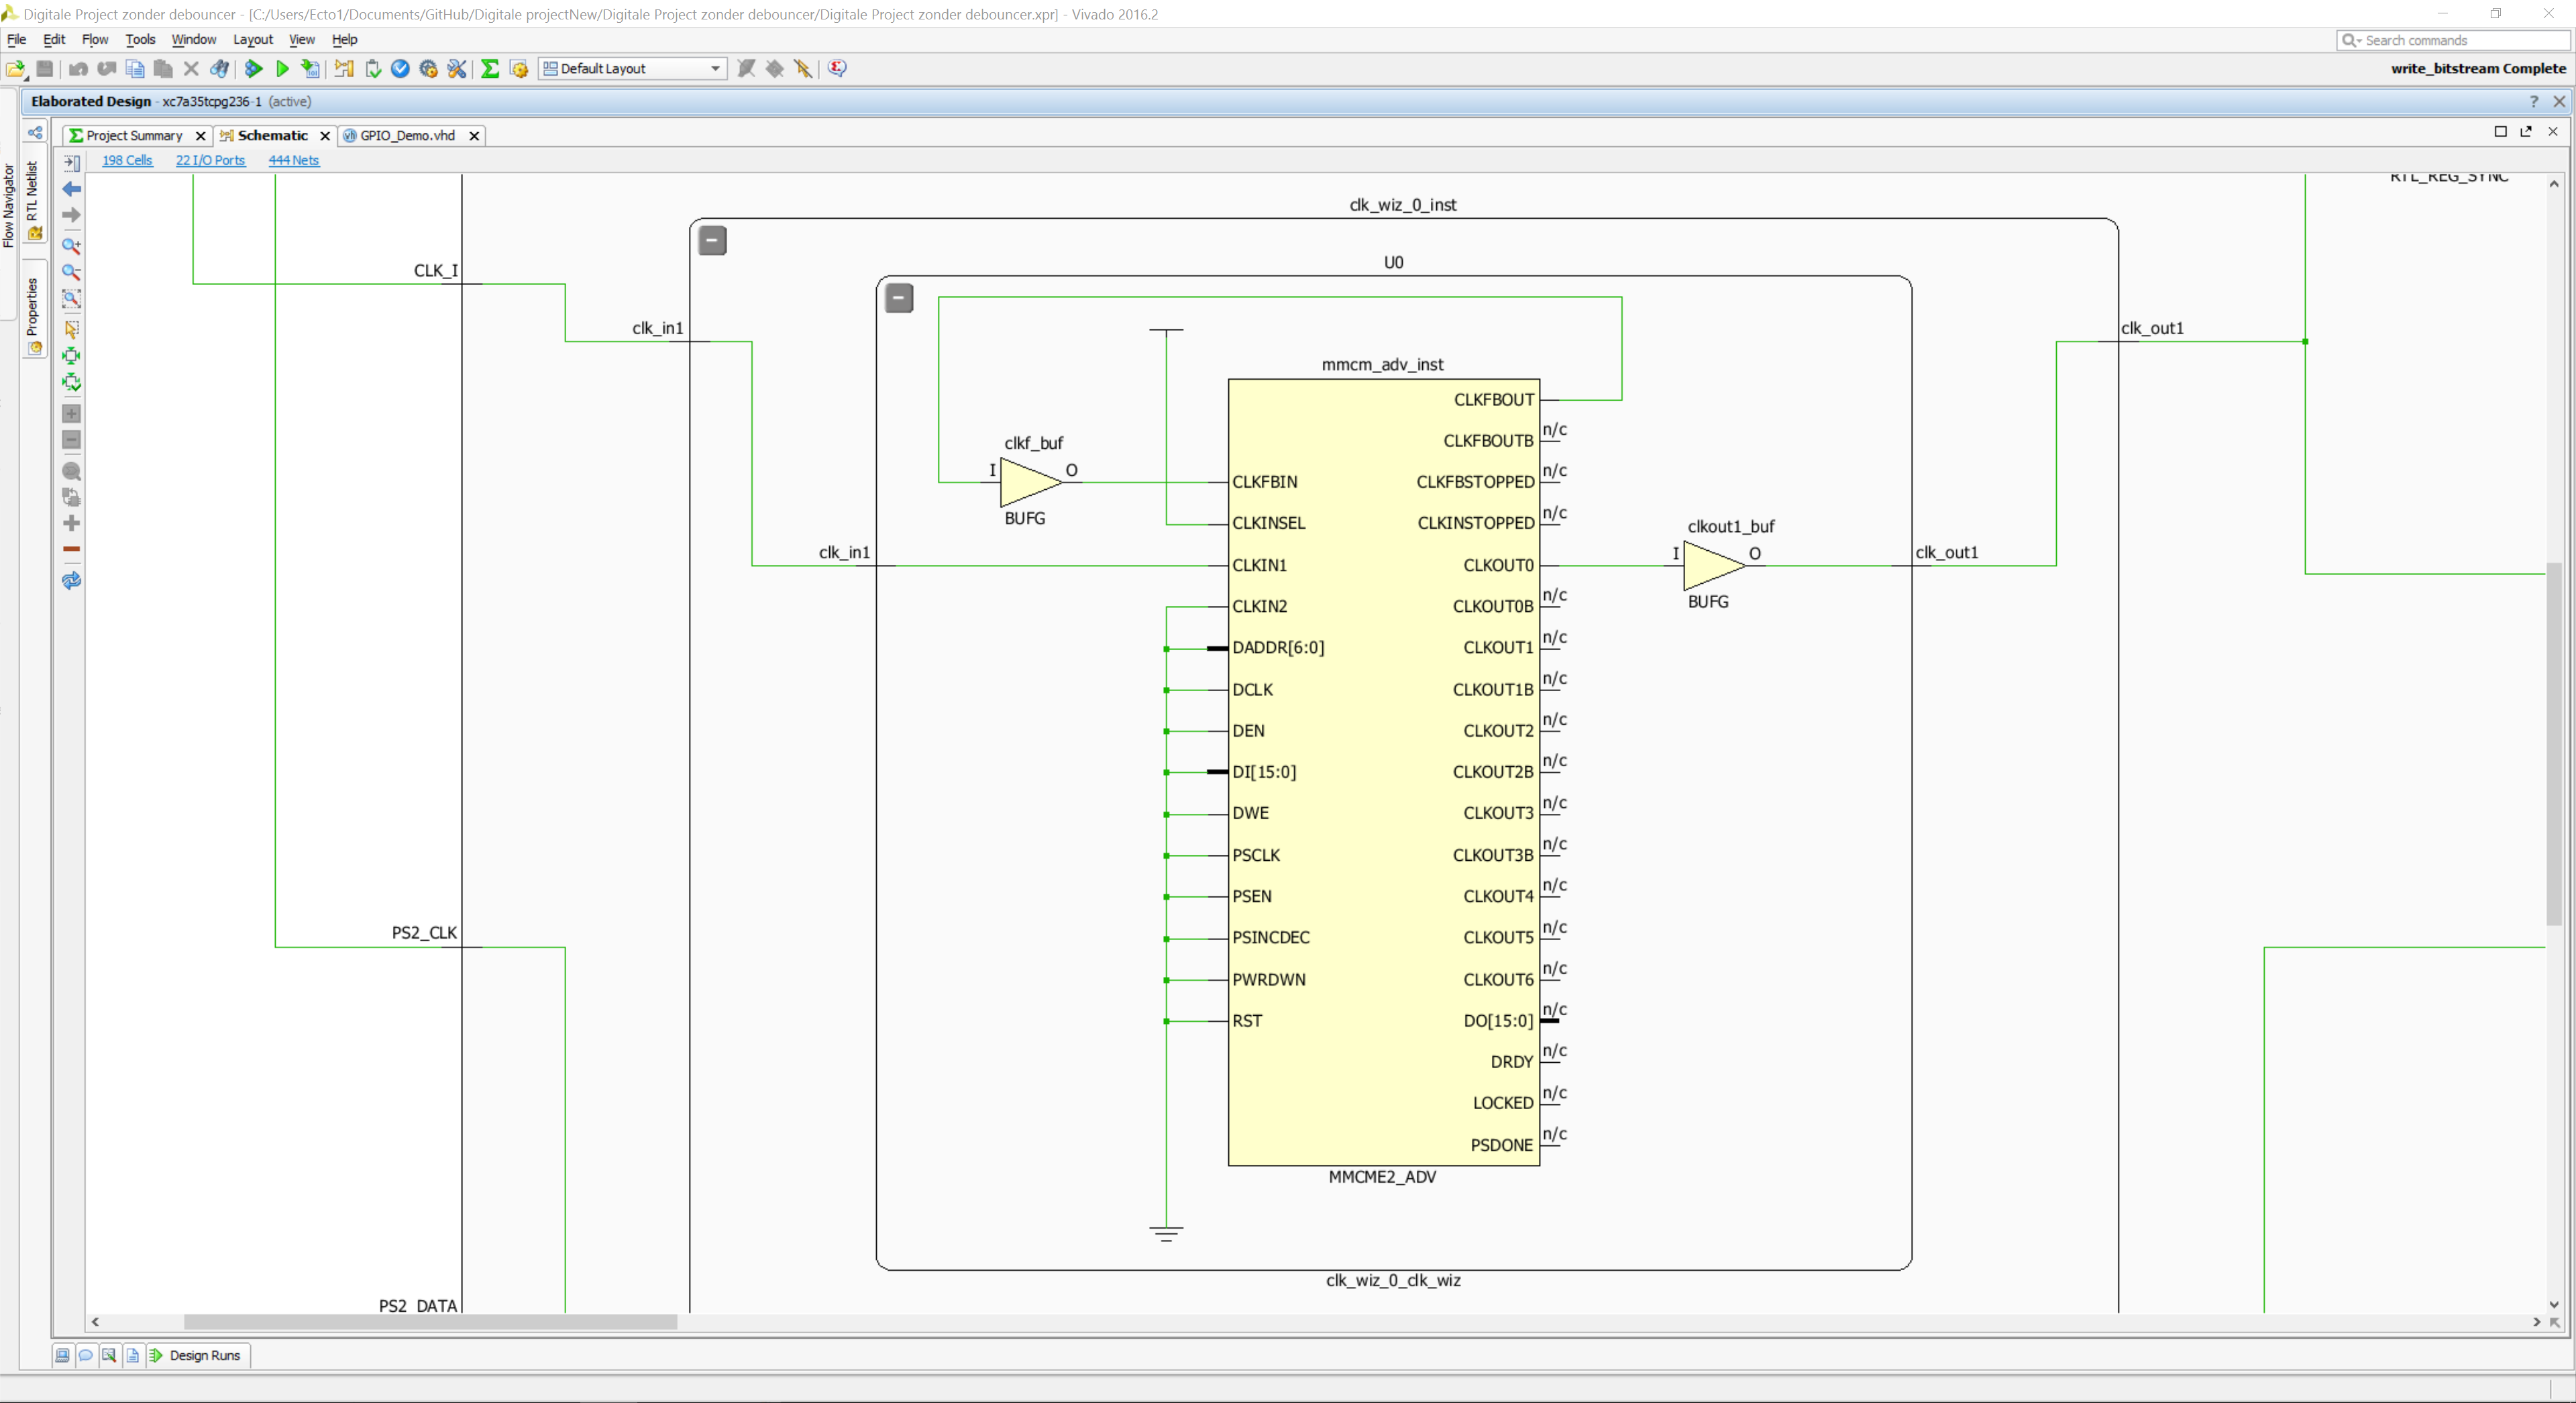 Digitale Project zonder debouncer - [C:/Users/Ecto1/Documents/GitHub/Digitale projectNew/Digitale Project zonder debouncer/Digitale Project zonder debouncer.xpr] - Vivado 2016.2
File Edit Flow Tools Window Layout View Help
Search commands
Default Layout
write_bitstream Complete
Elaborated Design - xc7a35tcpg236-1 (active)
Project Summary
Schematic
GPIO_Demo.vhd
198 Cells 22 I/O Ports 444 Nets
Flow Navigator
RTL Netlist
Properties
RTL_REG_SYNC
clk_wiz_0_inst
U0
CLK_I
clk_in1
clk_out1
mmcm_adv_inst
CLKFBOUT
n/c
CLKFBOUTB
clkf_buf
I O
BUFG
n/c
CLKFBIN CLKFBSTOPPED
n/c
CLKINSEL CLKINSTOPPED
clkout1_buf
I O
BUFG
clk_in1
clk_out1
CLKIN1 CLKOUT0
n/c
CLKIN2 CLKOUT0B
n/c
DADDR[6:0] CLKOUT1
n/c
DCLK CLKOUT1B
n/c
DEN CLKOUT2
n/c
DI[15:0] CLKOUT2B
n/c
DWE CLKOUT3
n/c
PSCLK CLKOUT3B
n/c
PSEN CLKOUT4
n/c
PSINCDEC CLKOUT5
n/c
PWRDWN CLKOUT6
n/c
RST DO[15:0]
n/c
DRDY
n/c
LOCKED
n/c
PSDONE
MMCME2_ADV
PS2_CLK
clk_wiz_0_clk_wiz
PS2_DATA
Design Runs